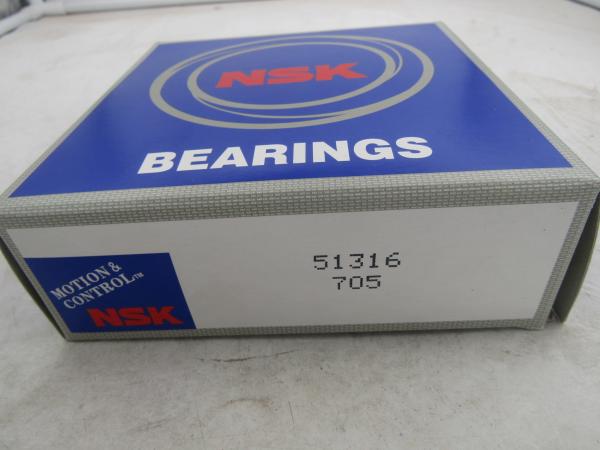 NSK
BEARINGS
51316
705
MOTION &
CONTROL™
NSK